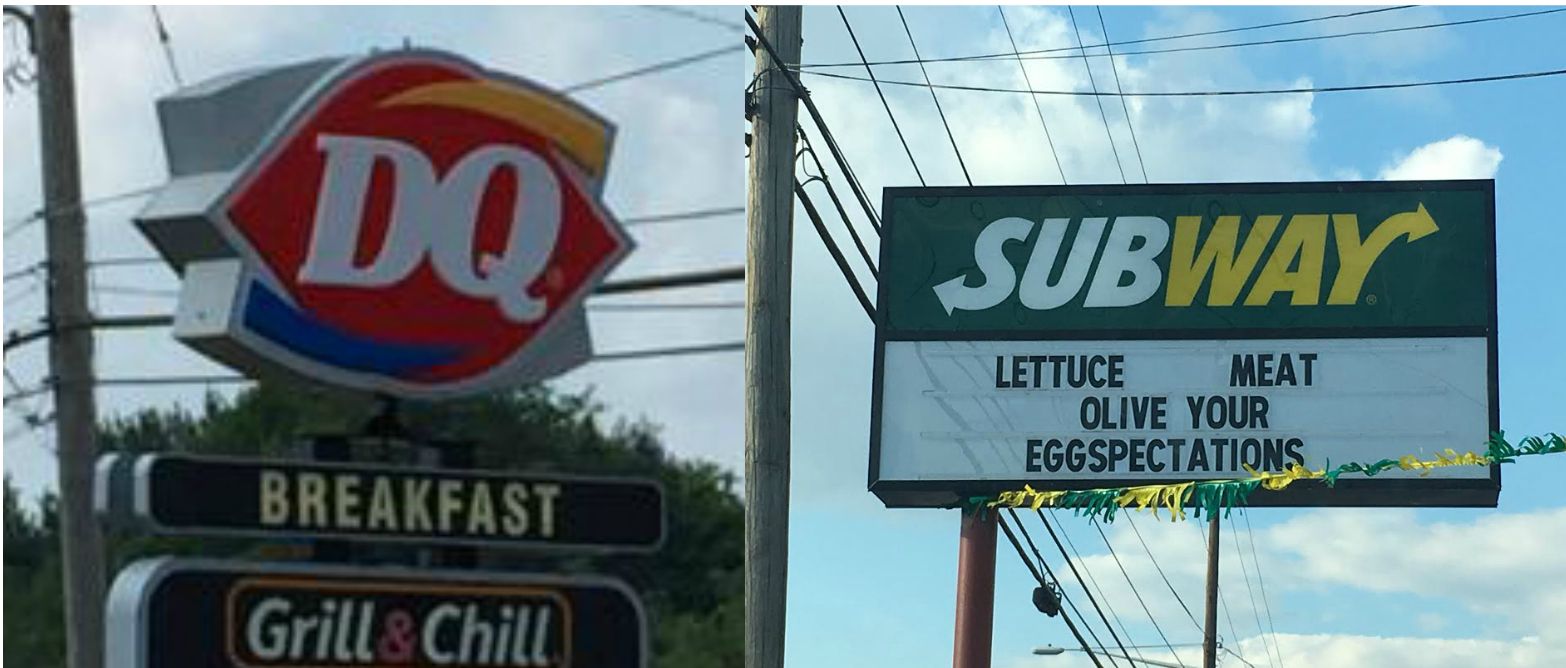 DQ
BREAKFAST
Grill & Chill
SUBWAY
LETTUCE MEAT
OLIVE YOUR
EGGSPECTATIONS